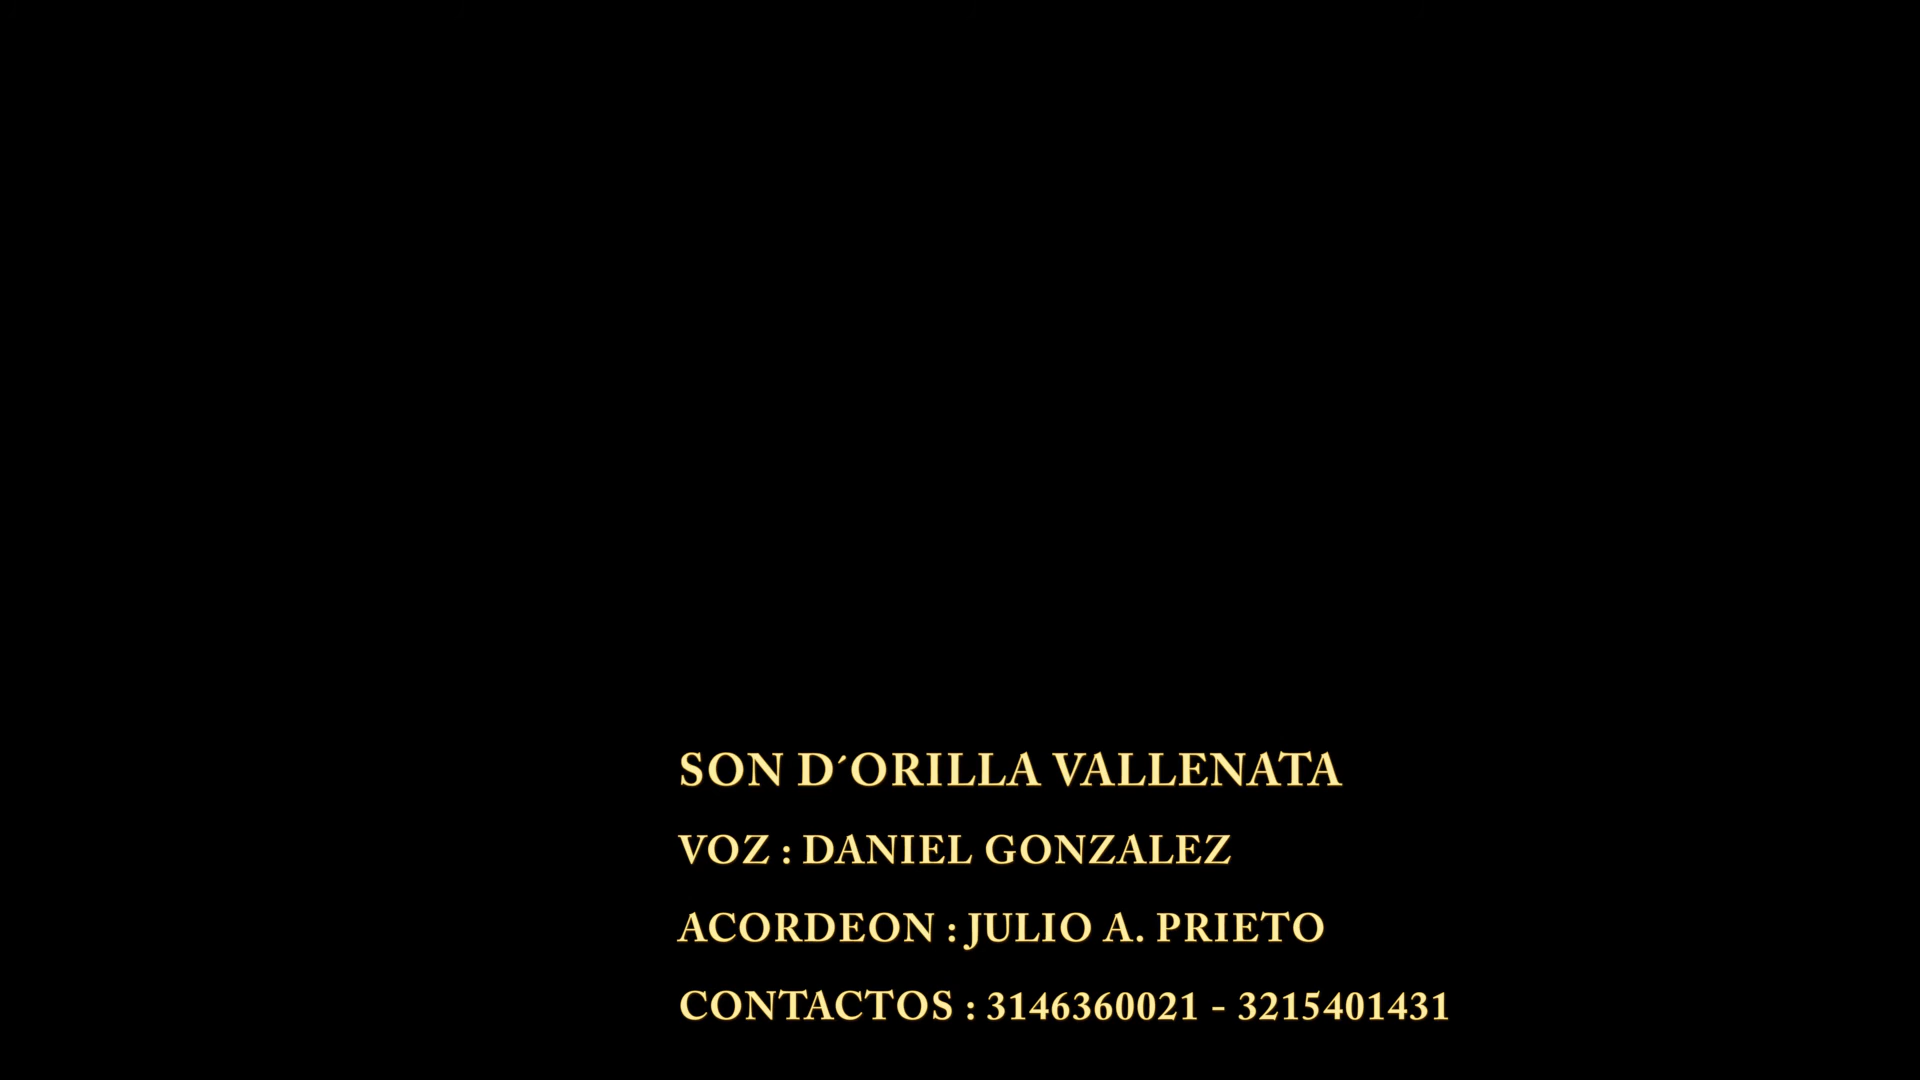 SON D´ORILLA VALLENATA
VOZ : DANIEL GONZALEZ
ACORDEON : JULIO A. PRIETO
CONTACTOS : 3146360021 - 3215401431